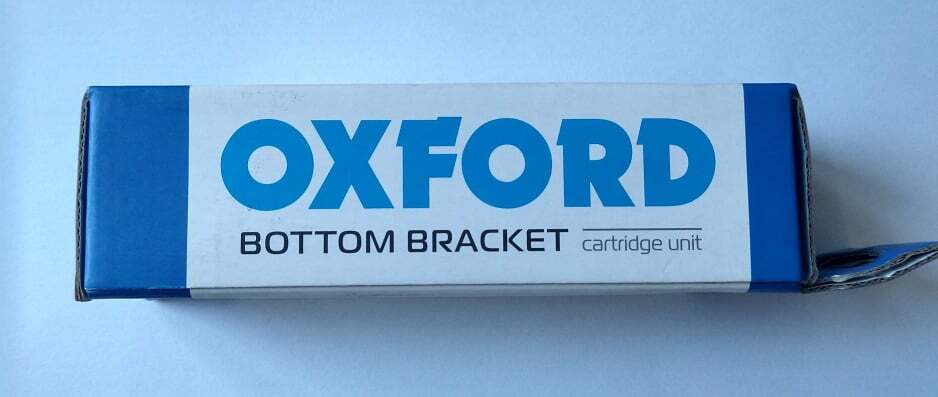 OXFORD
BOTTOM BRACKET cartridge unit